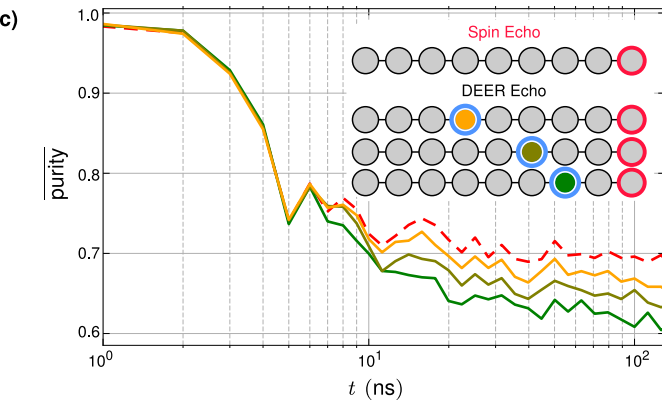 c)
1.0
0.9
0.8
0.7
0.6
purity
Spin Echo
DEER Echo
10⁰
10¹
10²
t (ns)